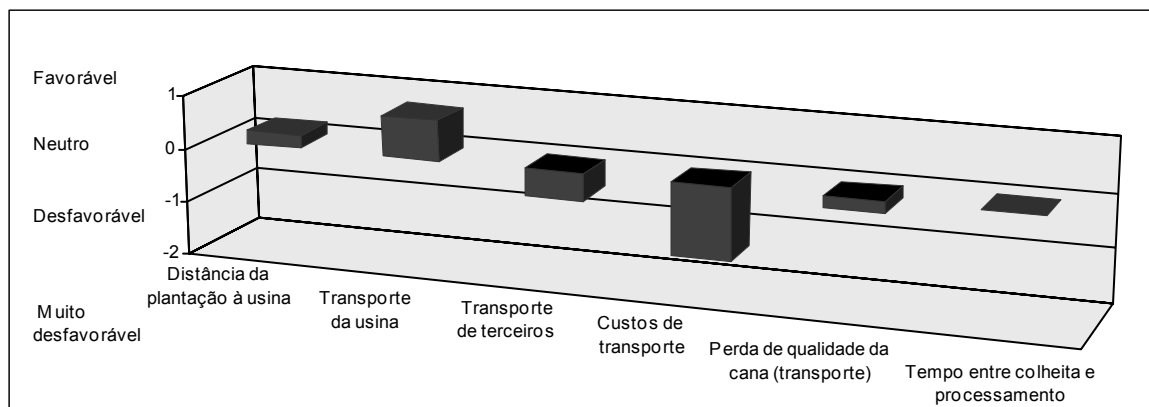 Favorável
Neutro
Desfavorável
Muito
desfavorável
1
0
-1
-2
Distância da
plantação à usina
Transporte
da usina
Transporte
de terceiros
Custos de
transporte
Perda de qualidade da
cana (transporte)
Tempo entre colheita e
processamento